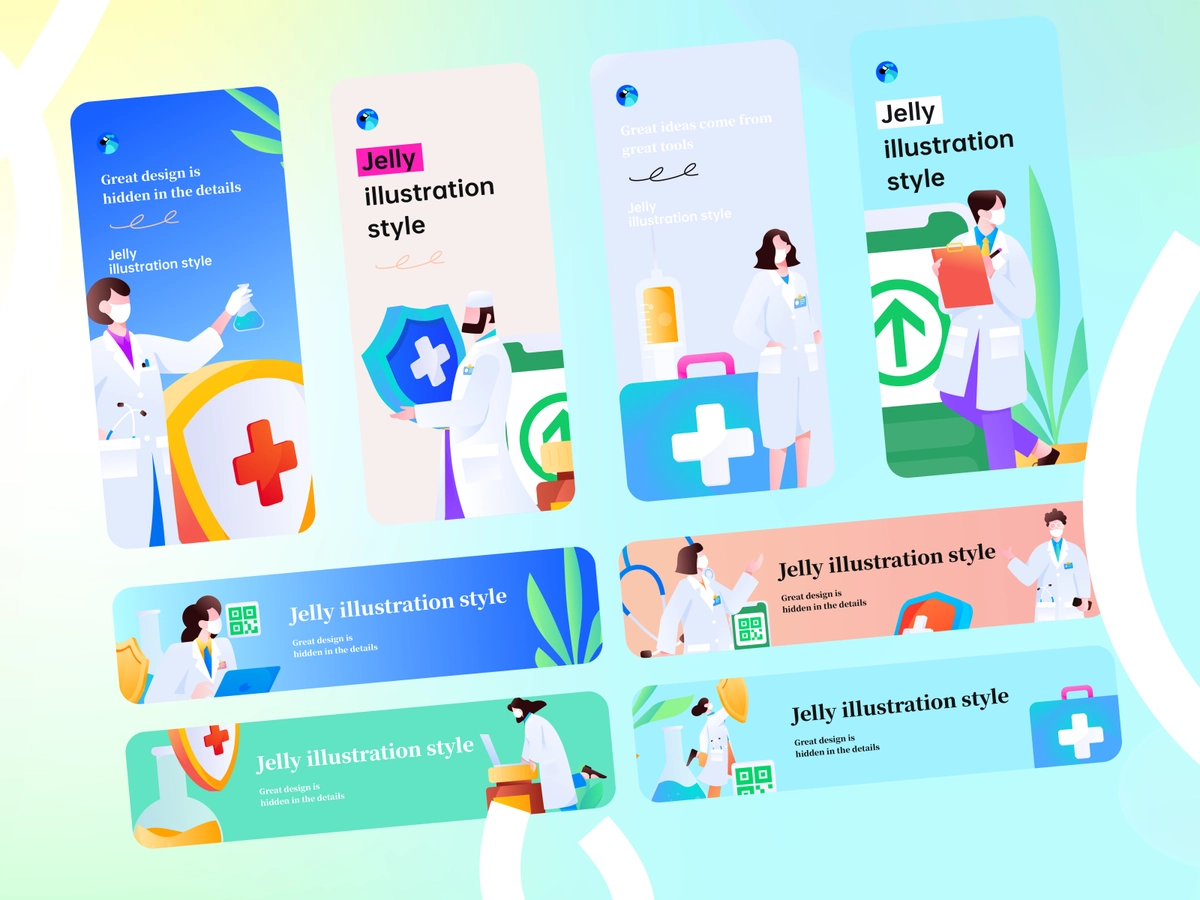 Great design is
hidden in the details
Jelly
illustration style
Jelly
illustration
style
Great ideas come from
great tools
Jelly
illustration style
Jelly
illustration
style
Jelly illustration style
Great design is
hidden in the details
Jelly illustration style
Great design is
hidden in the details
Jelly illustration style
Great design is
hidden in the details
Jelly illustration style
Great design is
hidden in the details